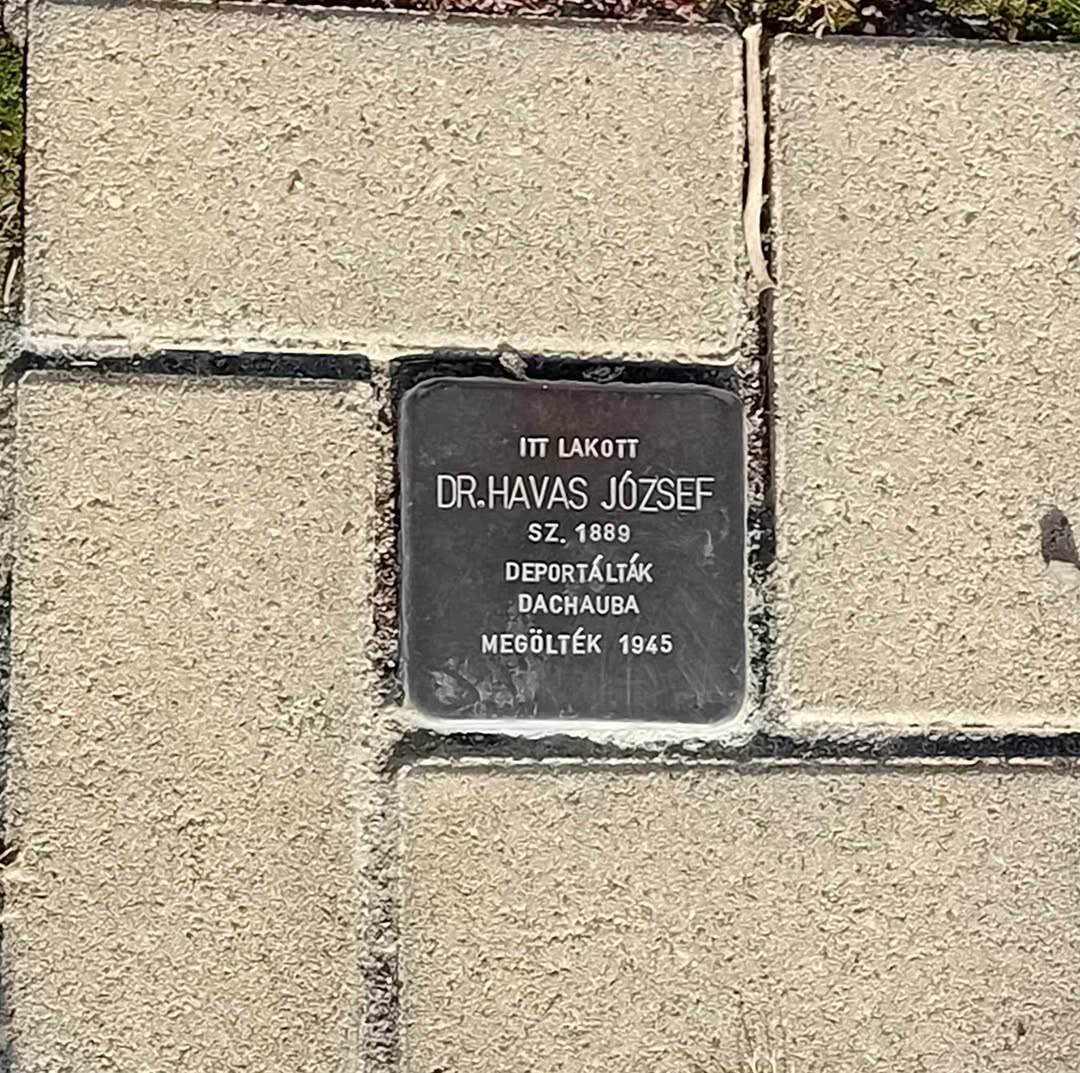 ITT LAKOTT
DR. HAVAS JÓZSEF
SZ. 1889
DEPORTÁLTÁK
DACHAUBA
MEGÖLTÉK 1945